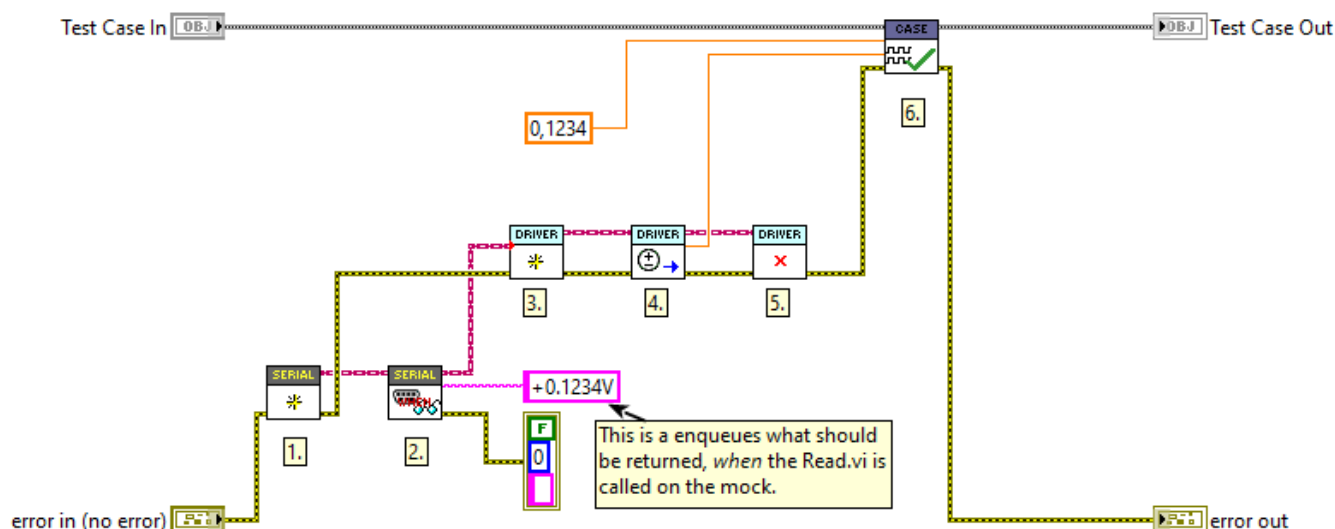 Test Case In
OBJ
CASE
OBJ
Test Case Out
0,1234
6.
DRIVER
DRIVER
DRIVER
3.
4.
5.
SERIAL
SERIAL
WHEN
+0.1234V
1.
2.
F
0
This is a enqueues what should
be returned, when the Read.vi is
called on the mock.
error in (no error)
error out